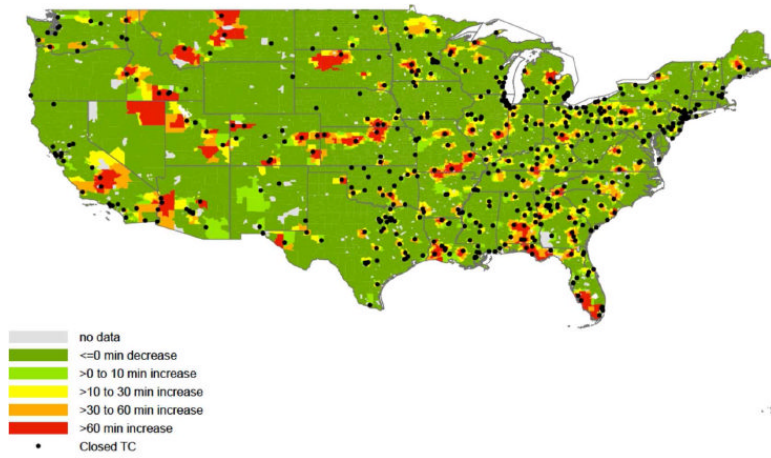 no data
<=0 min decrease
>0 to 10 min increase
>10 to 30 min increase
>30 to 60 min increase
>60 min increase
Closed TC